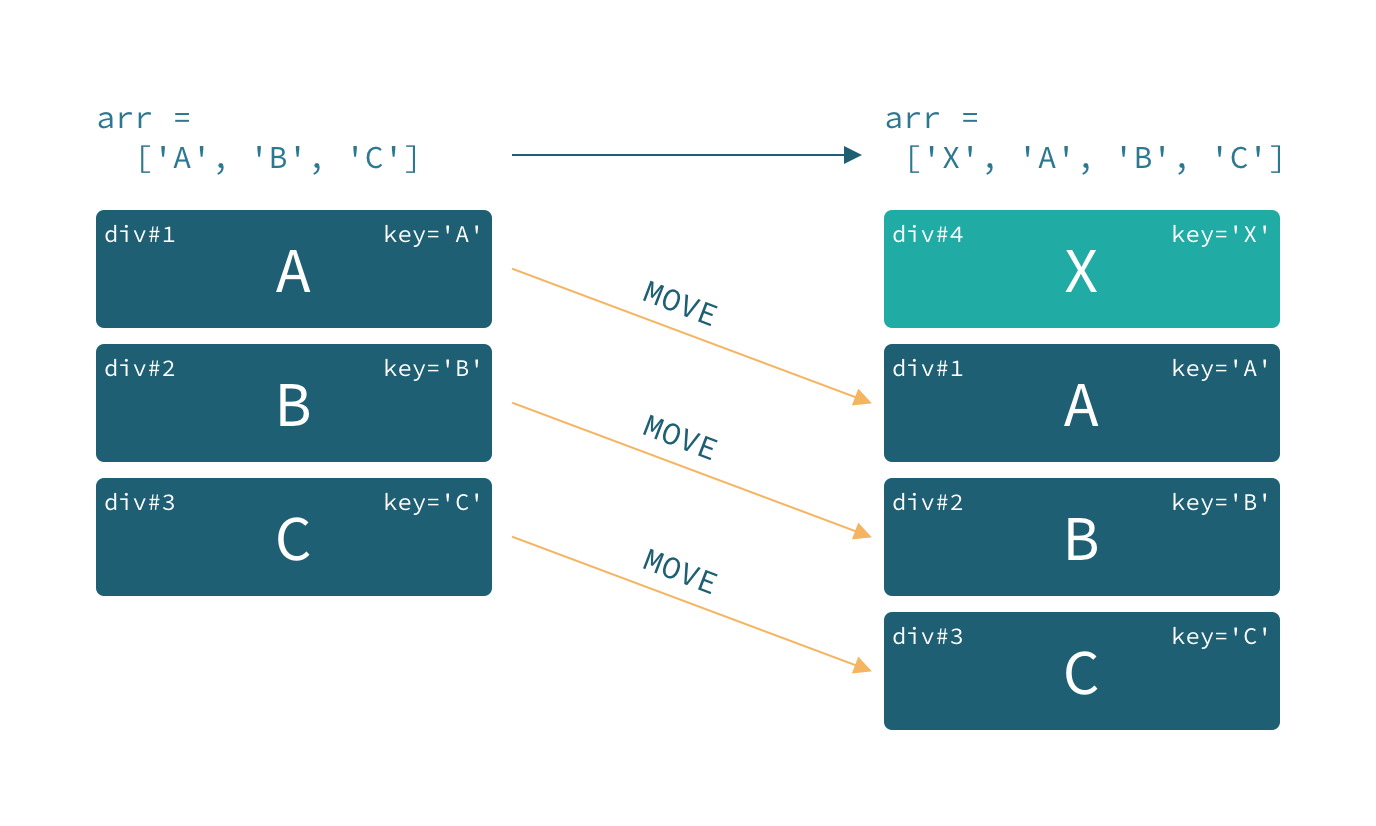 arr =
['A', 'B', 'C']
div#1 key='A'
A
div#2 key='B'
B
div#3 key='C'
C
MOVE
MOVE
MOVE
arr =
['X', 'A', 'B', 'C']
div#4 key='X'
X
div#1 key='A'
A
div#2 key='B'
B
div#3 key='C'
C